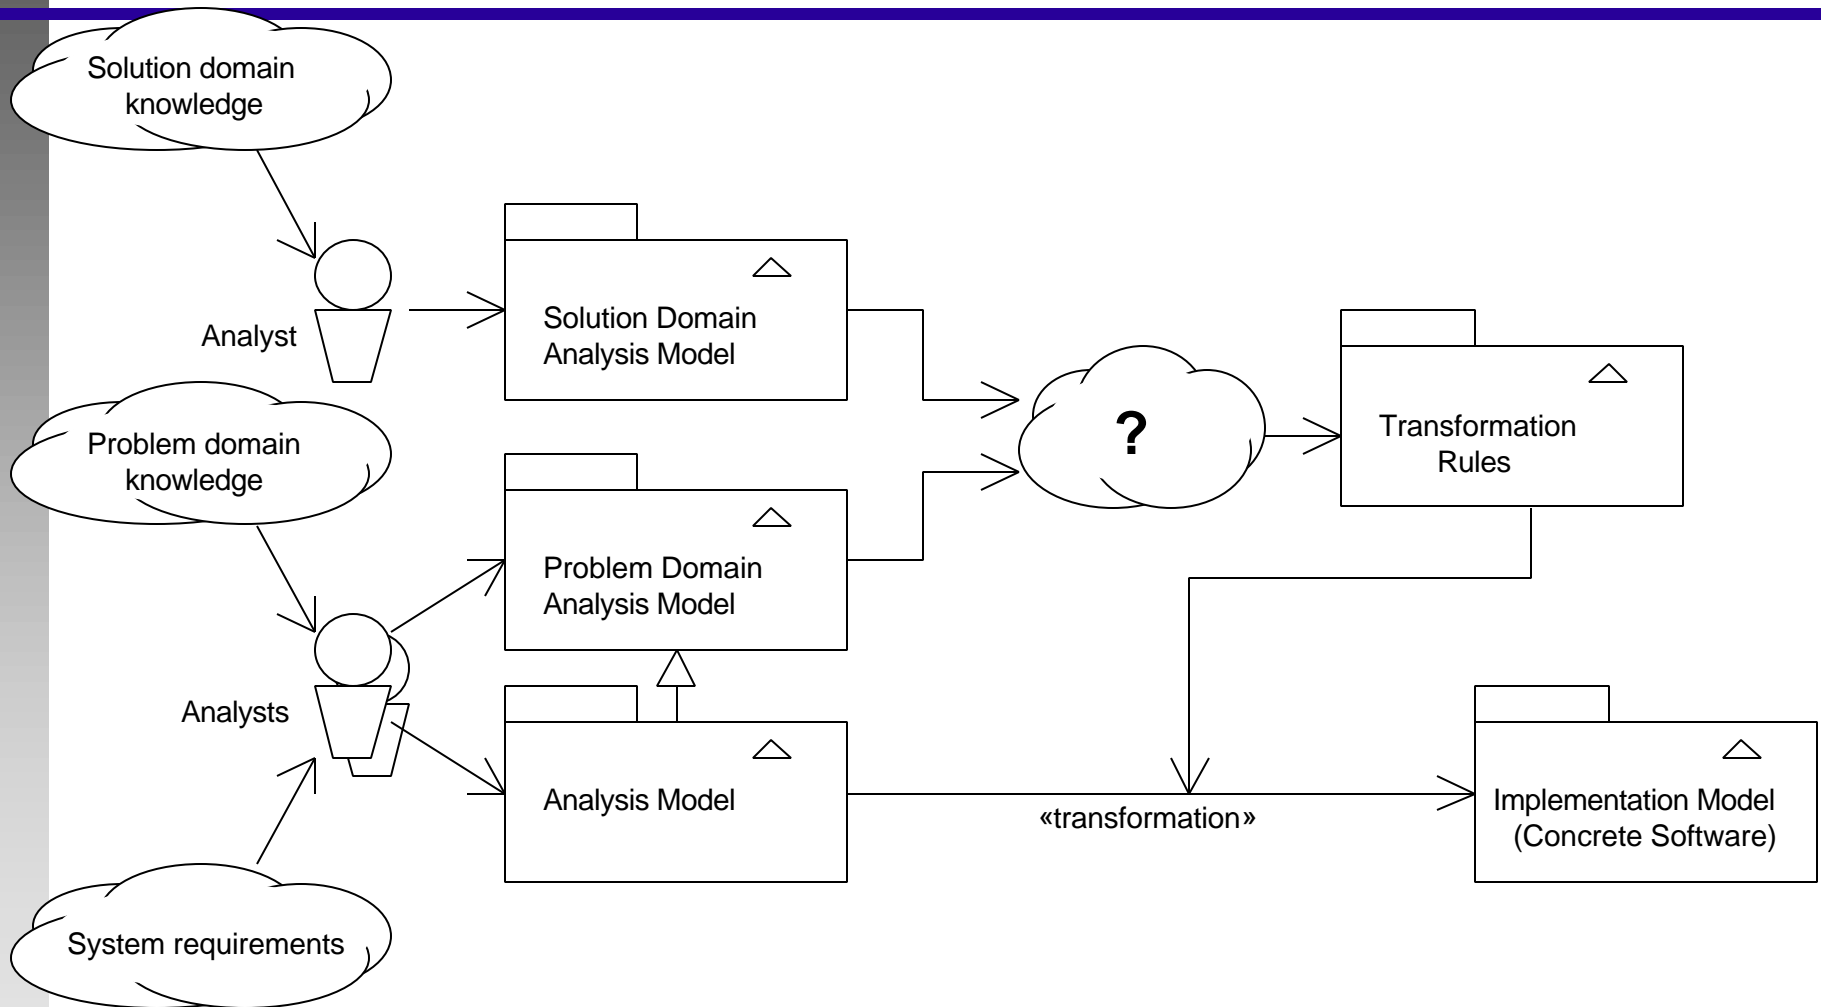 Solution domain
knowledge
Analyst
Solution Domain
Analysis Model
Problem domain
knowledge
?
Transformation
Rules
Problem Domain
Analysis Model
Analysts
Analysis Model
«transformation»
Implementation Model
(Concrete Software)
System requirements